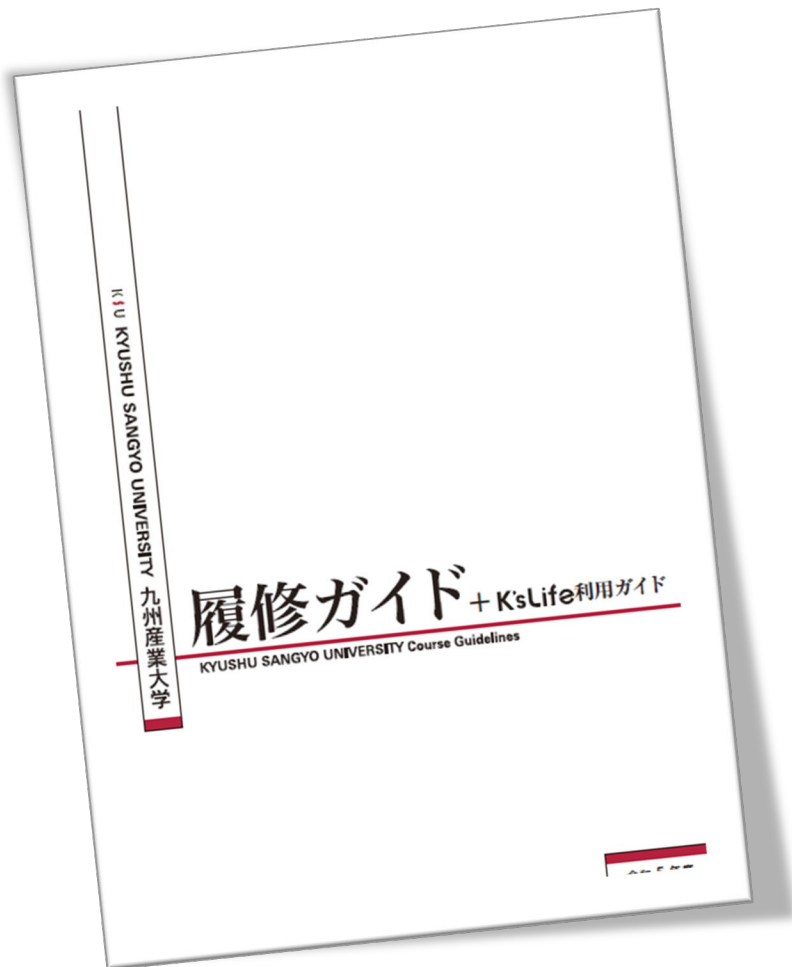 KSU KYUSHU SANGYO UNIVERSITY 九州産業大学
履修ガイド+K'sLife利用ガイド
KYUSHU SANGYO UNIVERSITY Course Guidelines